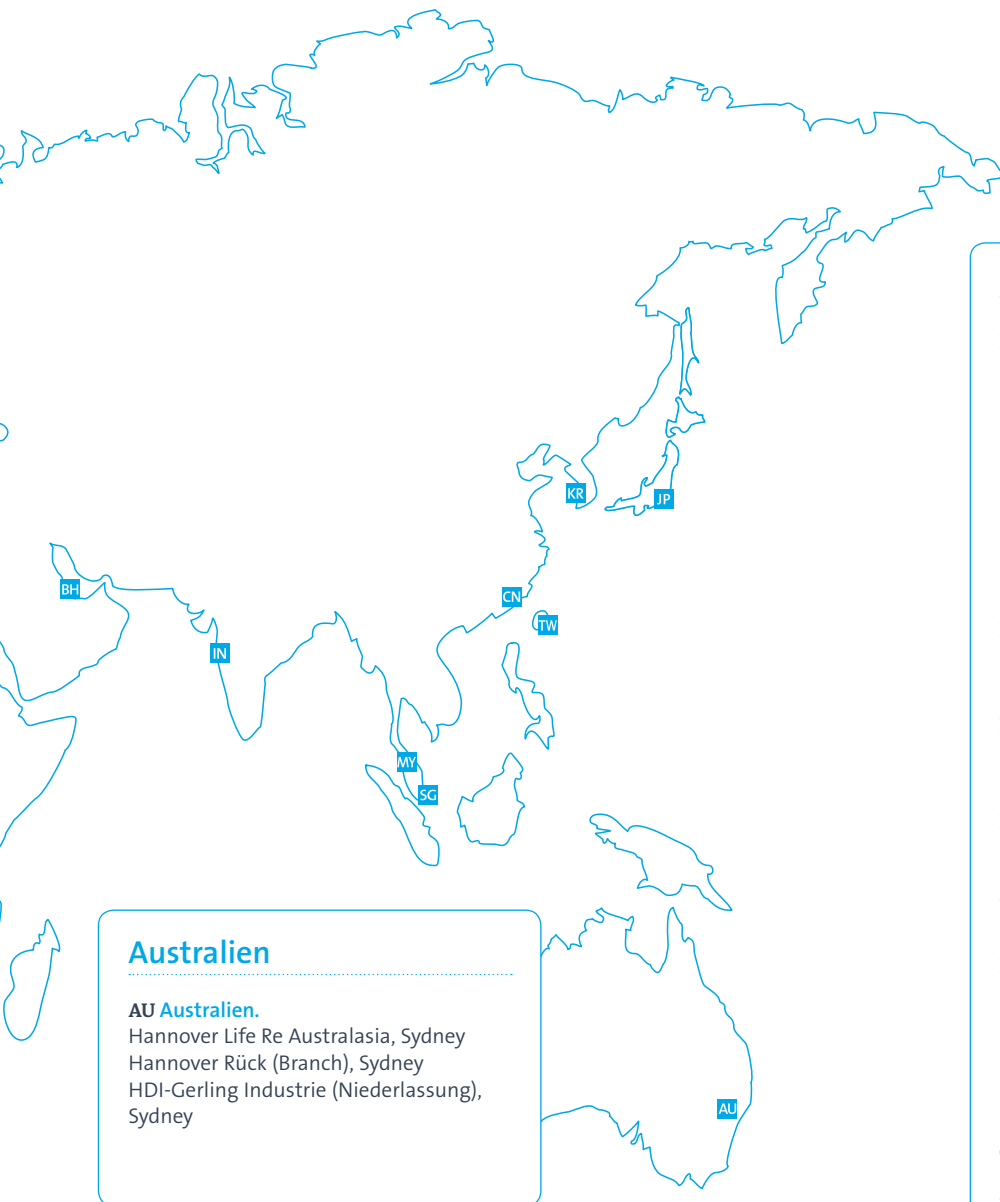 KR
JP
BH
CN
TW
IN
MY
SG
Australien
AU Australien.
Hannover Life Re Australasia, Sydney
Hannover Rück (Branch), Sydney
HDI-Gerling Industrie (Niederlassung),
Sydney
AU